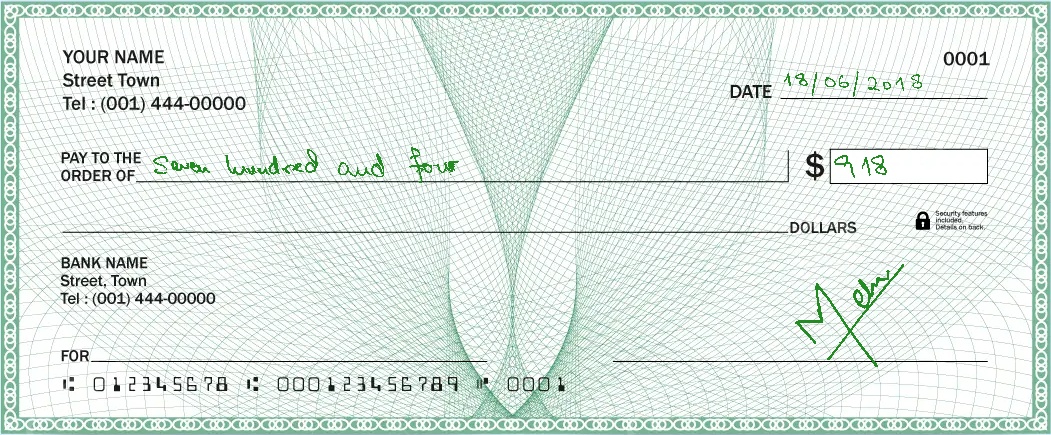 YOUR NAME
Street Town
Tel : (001) 444-00000
0001
DATE 18/06/2018
PAY TO THE
ORDER OF Seven hundred and four
$ 918
DOLLARS
Security features
included.
Details on back.
BANK NAME
Street, Town
Tel : (001) 444-00000
FOR
⑆ 012345678 ⑆ 000123456789 ⑈ 0001